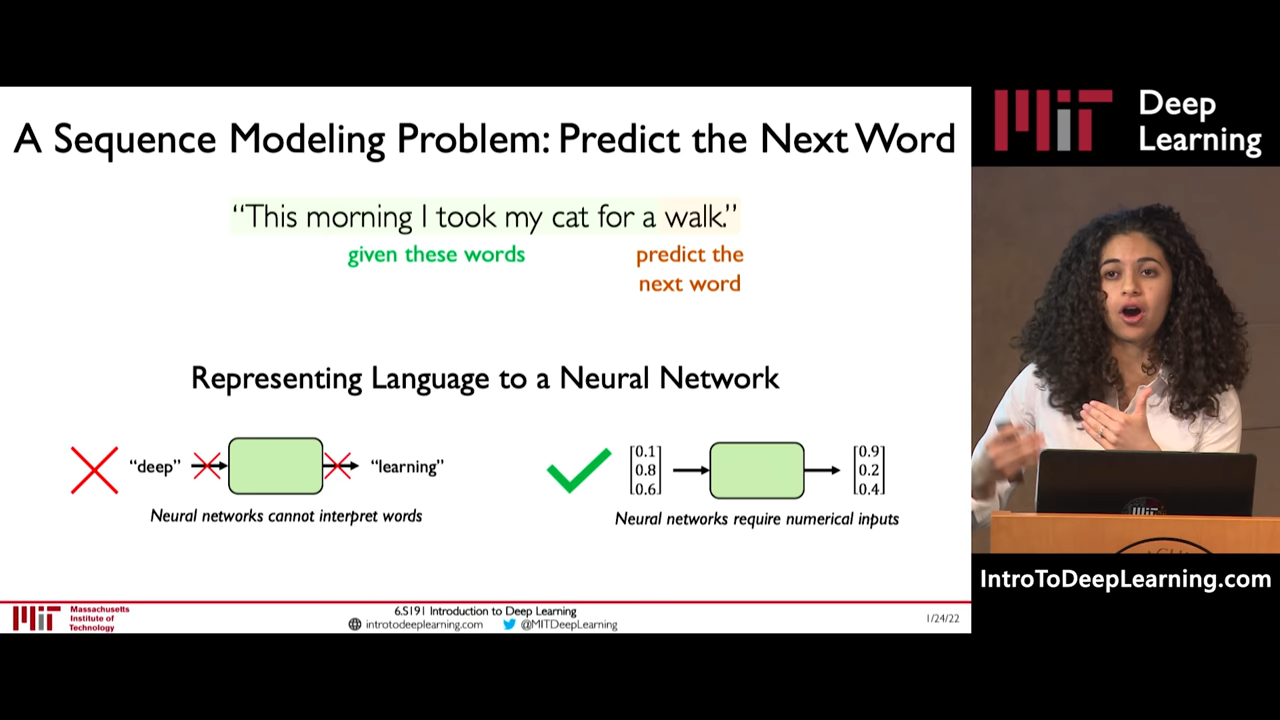 A Sequence Modeling Problem: Predict the Next Word
“This morning I took my cat for a walk.”
given these words
predict the
next word
Representing Language to a Neural Network
“deep”
“learning”
Neural networks cannot interpret words
[0.1
0.8
0.6]
[0.9
0.2
0.4]
Neural networks require numerical inputs
MIT
Massachusetts
Institute of
Technology
6.S191 Introduction to Deep Learning
introtodeeplearning.com
@MITDeepLearning
1/24/22
MIT
Deep
Learning
MIT
IntroToDeepLearning.com